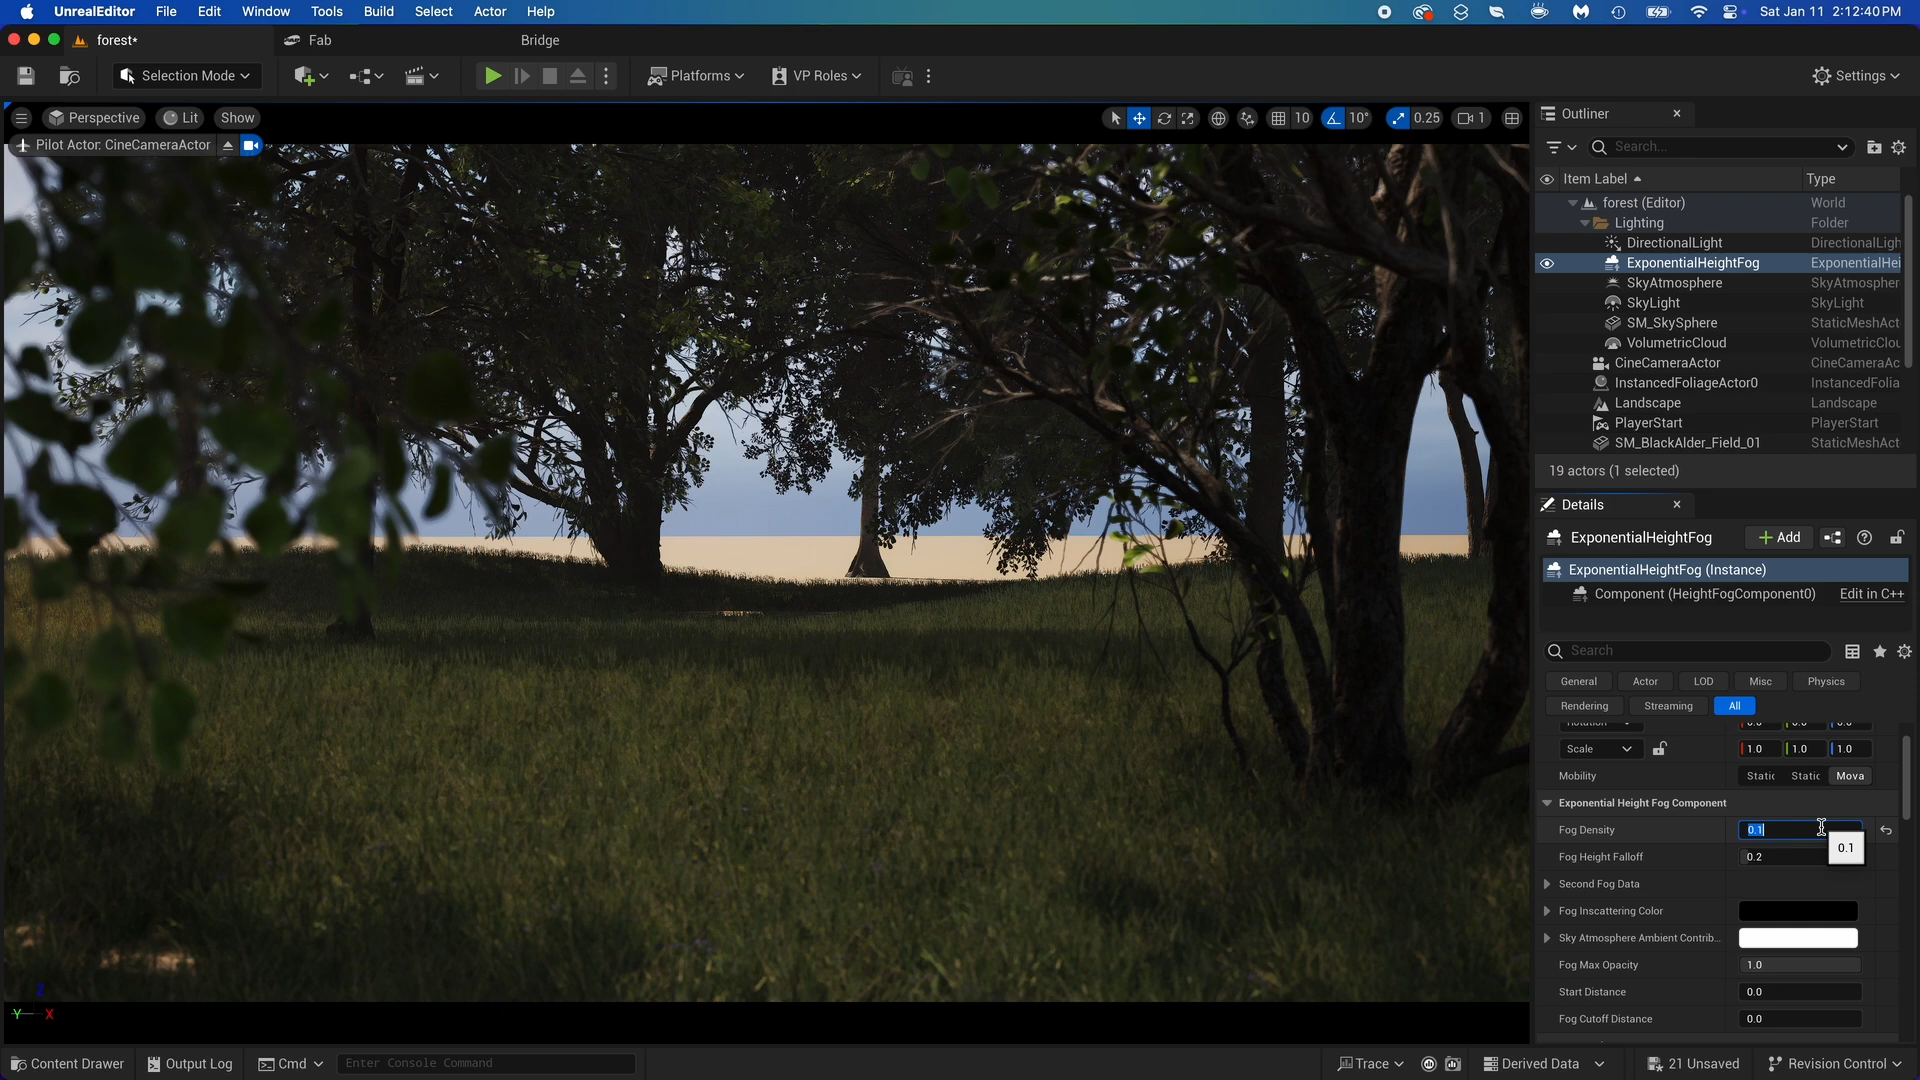 UnrealEditor File Edit Window Tools Build Select Actor Help Sat Jan 11 2:12:40 PM
forest* Fab Bridge
Selection Mode Platforms VP Roles Settings
Perspective Lit Show 10 10° 0.25 1
Pilot Actor: CineCameraActor
Outliner
Search...
Item Label Type
forest (Editor) World
Lighting Folder
DirectionalLight DirectionalLigh
ExponentialHeightFog ExponentialHei
SkyAtmosphere SkyAtmospher
SkyLight SkyLight
SM_SkySphere StaticMeshAct
VolumetricCloud VolumetricClou
CineCameraActor CineCameraAc
InstancedFoliageActor0 InstancedFolia
Landscape Landscape
PlayerStart PlayerStart
SM_BlackAlder_Field_01 StaticMeshAct
19 actors (1 selected)
Details
ExponentialHeightFog Add
ExponentialHeightFog (Instance)
Component (HeightFogComponent0) Edit in C++
Search
General Actor LOD Misc Physics
Rendering Streaming All
Scale 1.0 1.0 1.0
Mobility Static Static Mova
Exponential Height Fog Component
Fog Density 0.1
0.1
Fog Height Falloff 0.2
Second Fog Data
Fog Inscattering Color
Sky Atmosphere Ambient Contrib...
Fog Max Opacity 1.0
Start Distance 0.0
Fog Cutoff Distance 0.0
Z
Y X
Content Drawer Output Log Cmd Enter Console Command Trace Derived Data 21 Unsaved Revision Control